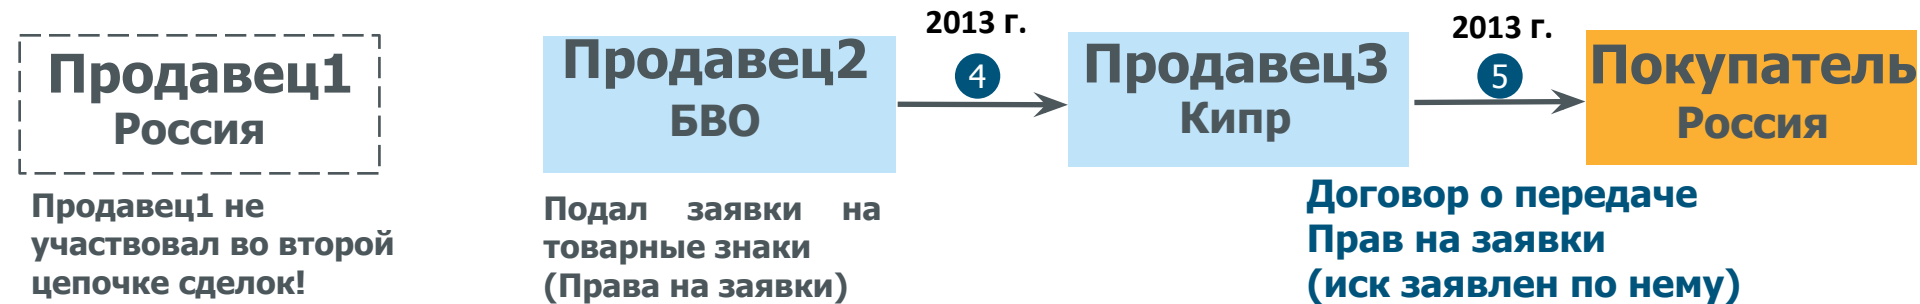 Продавец1
Россия
Продавец1 не
участвовал во второй
цепочке сделок!
Продавец2
БВО
Подал заявки на
товарные знаки
(Права на заявки)
2013 г.
4
Продавец3
Кипр
2013 г.
5
Покупатель
Россия
Договор о передаче
Прав на заявки
(иск заявлен по нему)